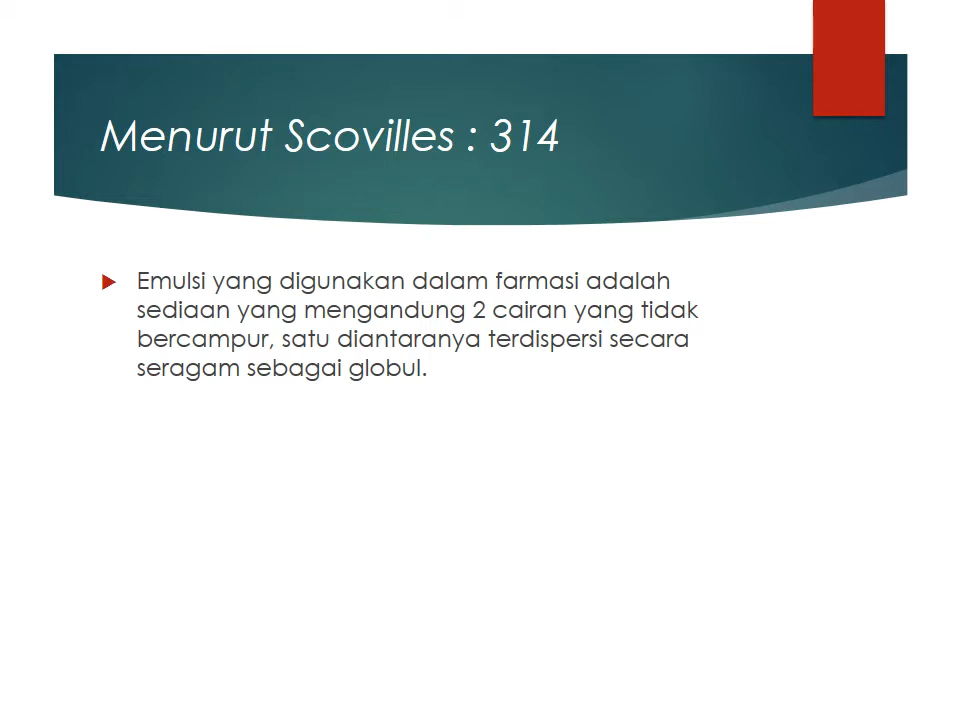 Menurut Scovilles : 314
Emulsi yang digunakan dalam farmasi adalah
sediaan yang mengandung 2 cairan yang tidak
bercampur, satu diantaranya terdispersi secara
seragam sebagai globul.